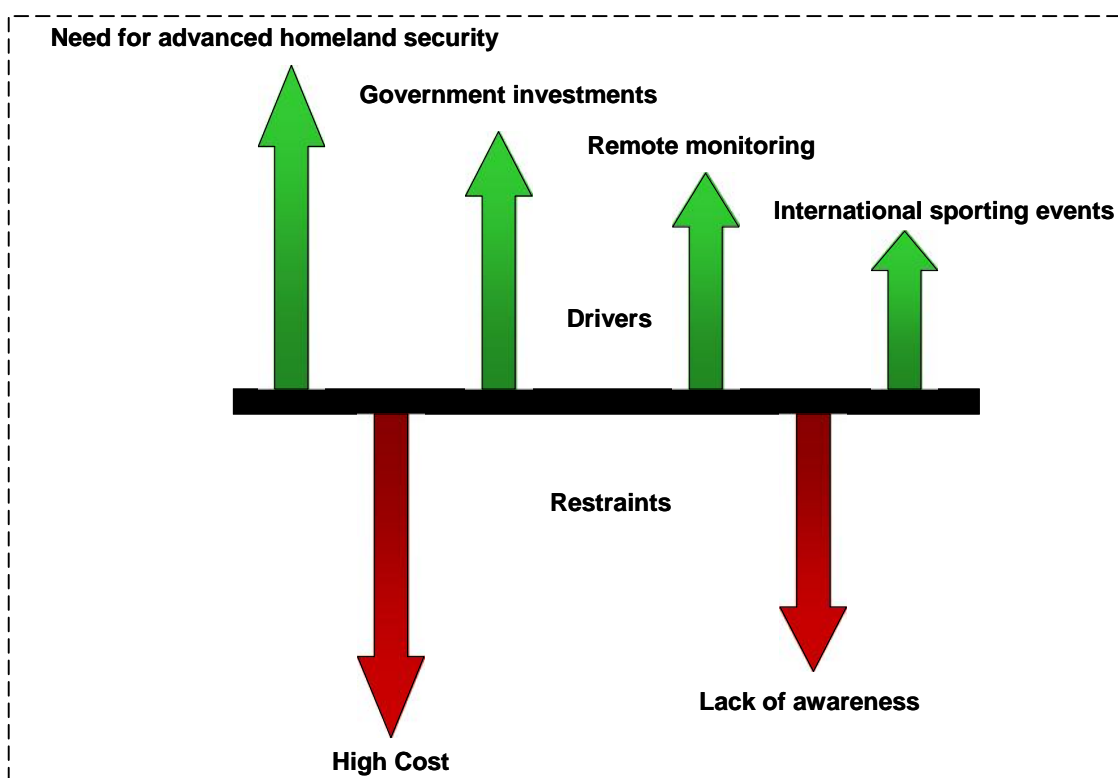 Need for advanced homeland security
Government investments
Remote monitoring
International sporting events
Drivers
Restraints
Lack of awareness
High Cost